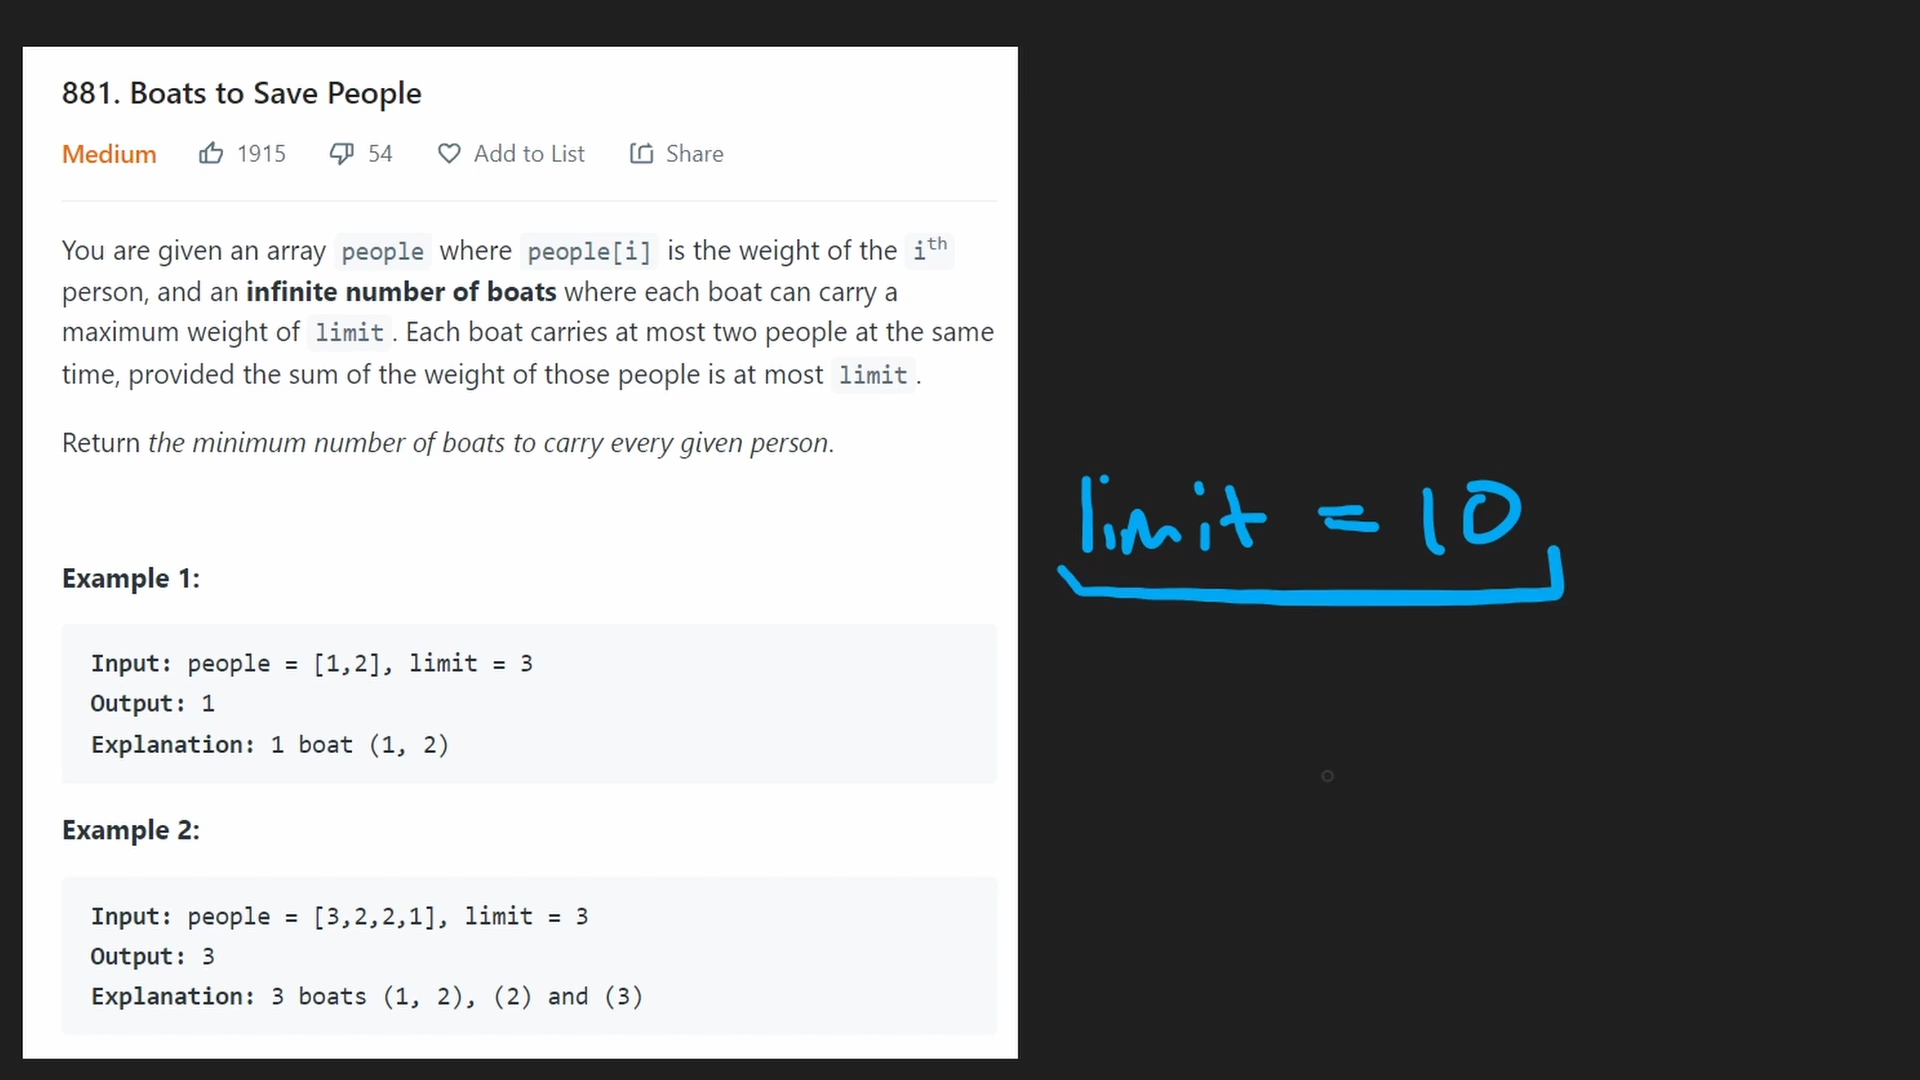 881. Boats to Save People
Medium 1915 54 Add to List Share
You are given an array people where people[i] is the weight of the ith
person, and an infinite number of boats where each boat can carry a
maximum weight of limit. Each boat carries at most two people at the same
time, provided the sum of the weight of those people is at most limit.
Return the minimum number of boats to carry every given person.
Example 1:
Input: people = [1,2], limit = 3
Output: 1
Explanation: 1 boat (1, 2)
Example 2:
Input: people = [3,2,2,1], limit = 3
Output: 3
Explanation: 3 boats (1, 2), (2) and (3)
limit = 10